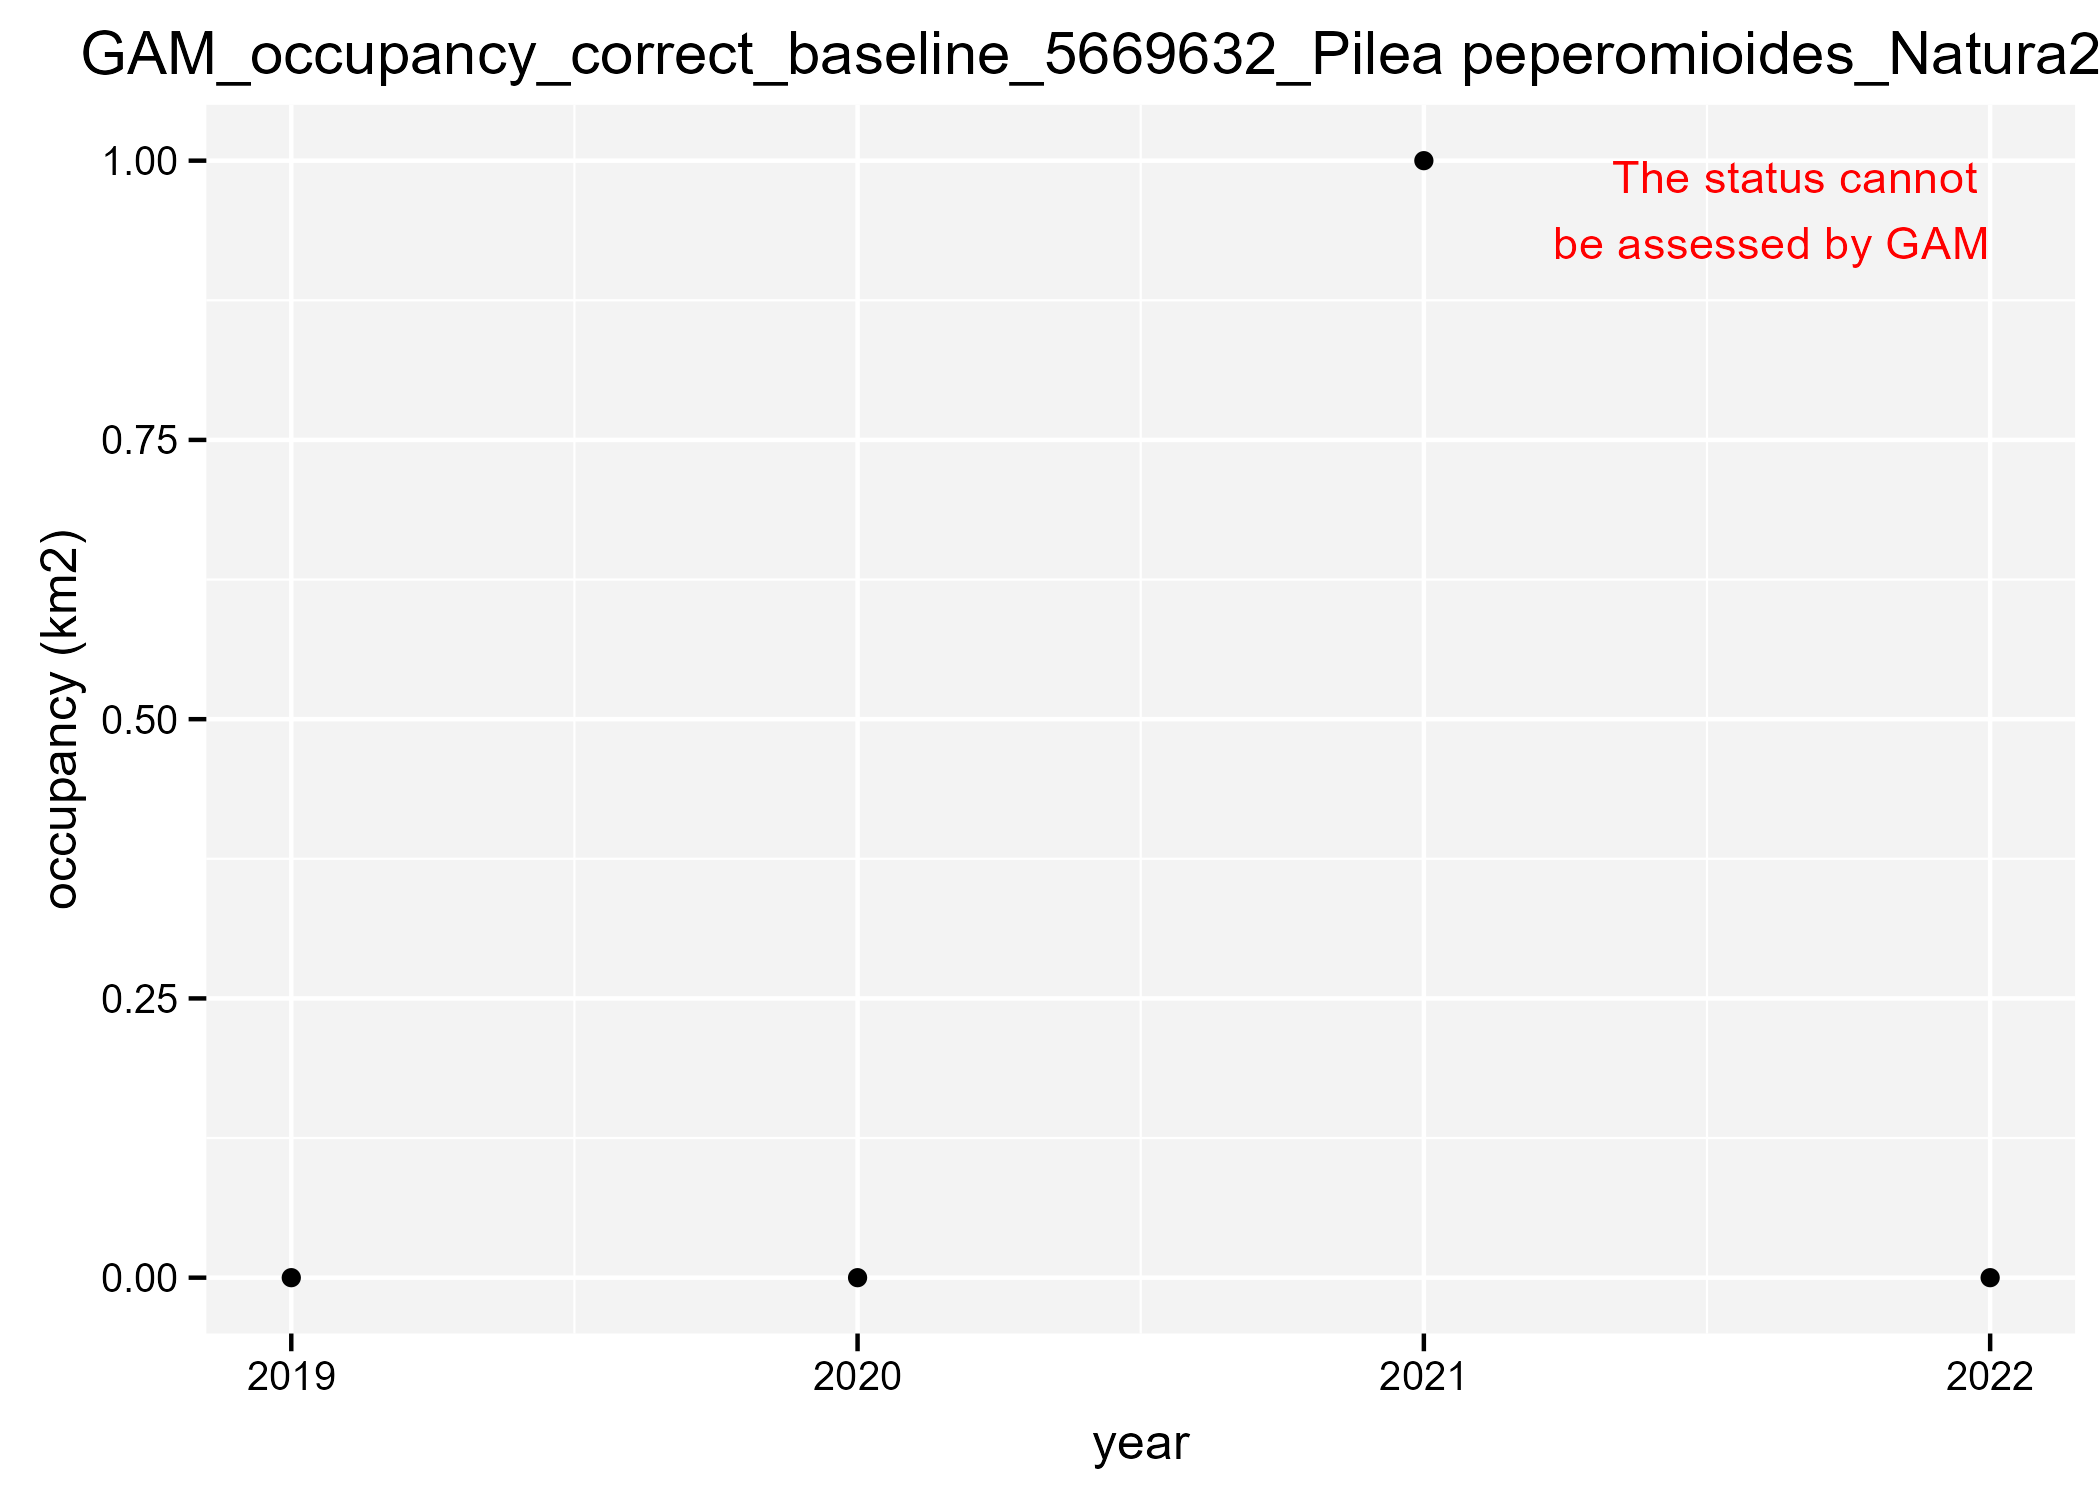 GAM_occupancy_correct_baseline_5669632_Pilea peperomioides_Natura2
1.00
The status cannot
be assessed by GAM
0.75
0.50
0.25
0.00
occupancy (km2)
2019 2020 2021 2022
year